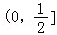 (0, 1/2]